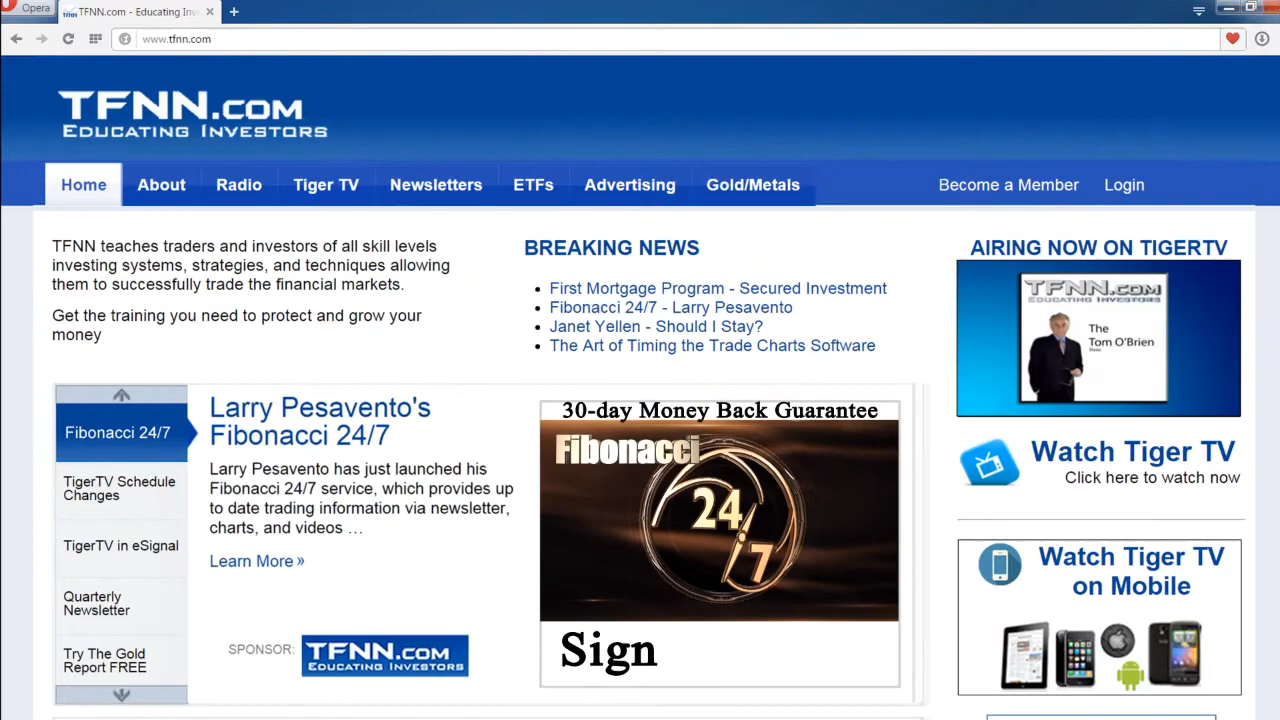 Opera
TFNN.com - Educating Inv
www.tfnn.com
TFNN.COM
EDUCATING INVESTORS
Home
About
Radio
Tiger TV
Newsletters
ETFs
Advertising
Gold/Metals
Become a Member
Login
TFNN teaches traders and investors of all skill levels
investing systems, strategies, and techniques allowing
them to successfully trade the financial markets.
Get the training you need to protect and grow your
money
BREAKING NEWS
First Mortgage Program - Secured Investment
Fibonacci 24/7 - Larry Pesavento
Janet Yellen - Should I Stay?
The Art of Timing the Trade Charts Software
AIRING NOW ON TIGERTV
TFNN.COM
EDUCATING INVESTORS
The
Tom O'Brien
Show
Watch Tiger TV
Click here to watch now
Watch Tiger TV
on Mobile
Fibonacci 24/7
TigerTV Schedule
Changes
TigerTV in eSignal
Quarterly
Newsletter
Try The Gold
Report FREE
Larry Pesavento's
Fibonacci 24/7
Larry Pesavento has just launched his
Fibonacci 24/7 service, which provides up
to date trading information via newsletter,
charts, and videos …
Learn More »
SPONSOR:
TFNN.COM
EDUCATING INVESTORS
30-day Money Back Guarantee
Fibonacci
24/7
Sign